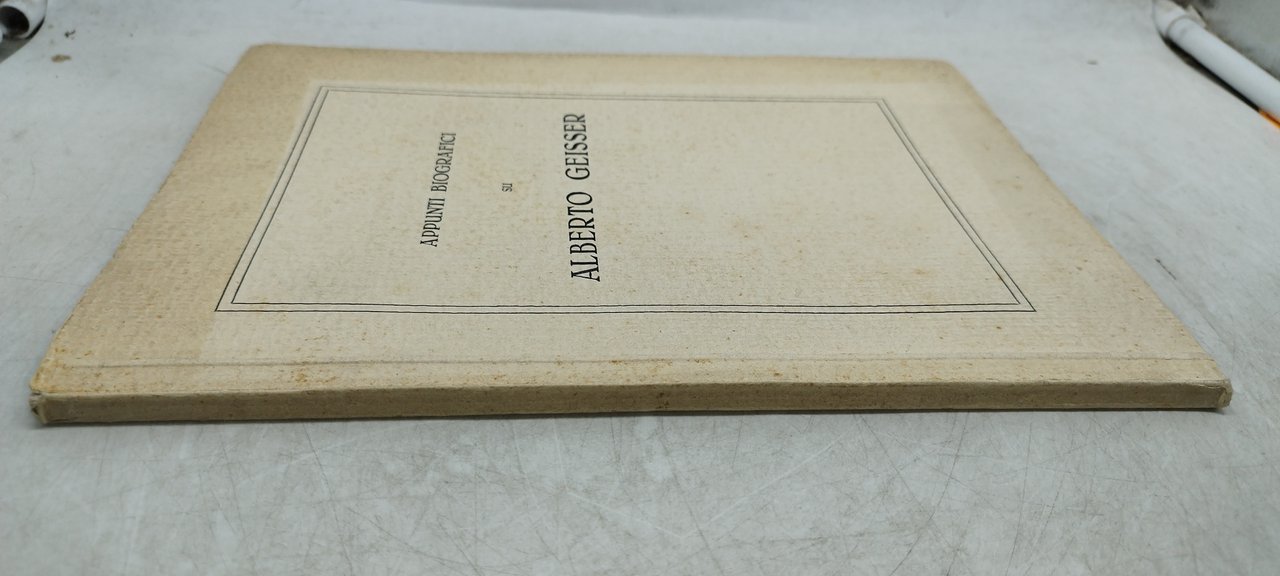 APPUNTI BIOGRAFICI
SU
ALBERTO GEISSER